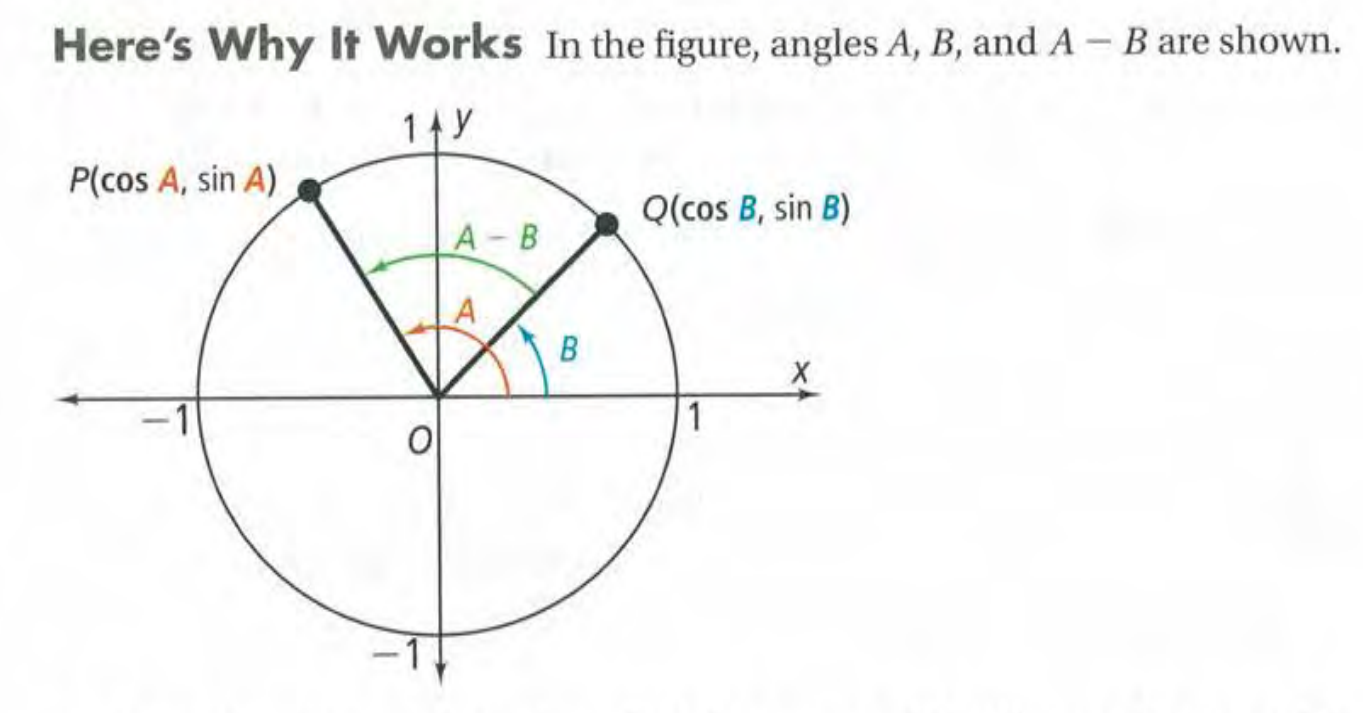 Here's Why It Works In the figure, angles A, B, and A − B are shown.
1 y
P(cos A, sin A)
Q(cos B, sin B)
A − B
A
B
x
−1
1
O
−1